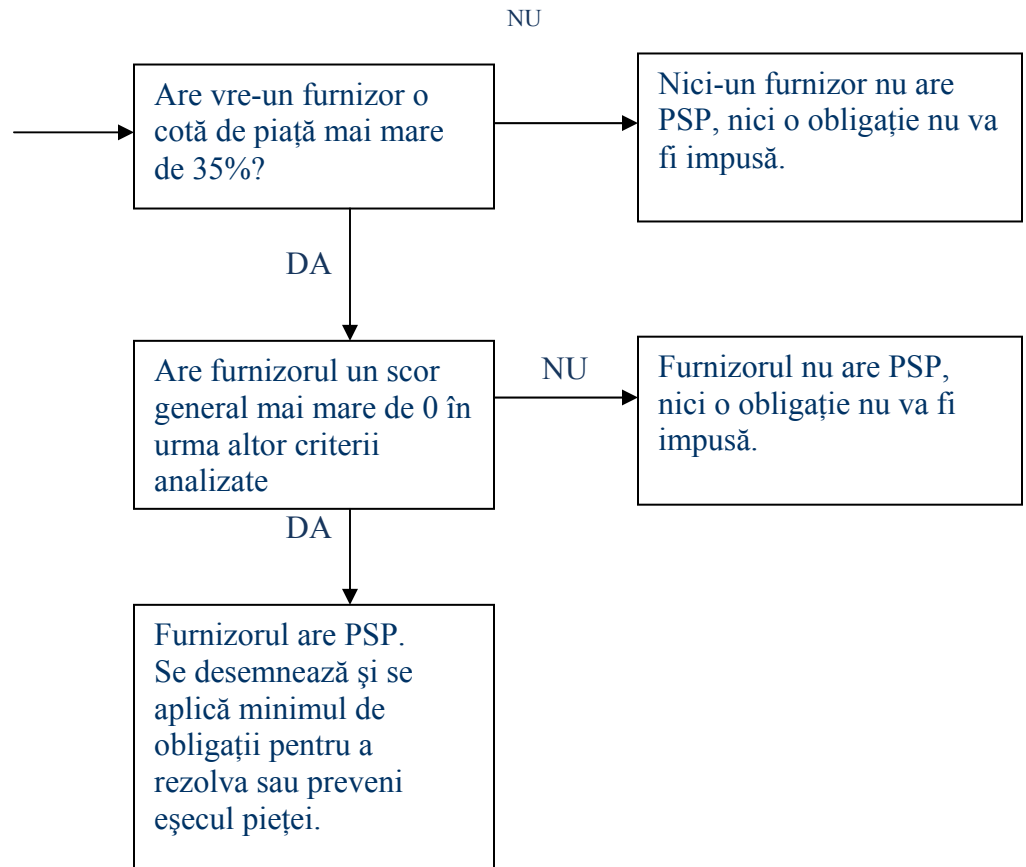 NU
Are vre-un furnizor o
cotă de piață mai mare
de 35%?
Nici-un furnizor nu are
PSP, nici o obligație nu va
fi impusă.
DA
Are furnizorul un scor
general mai mare de 0 în
urma altor criterii
analizate
NU
Furnizorul nu are PSP,
nici o obligație nu va fi
impusă.
DA
Furnizorul are PSP.
Se desemnează şi se
aplică minimul de
obligații pentru a
rezolva sau preveni
eşecul pieței.